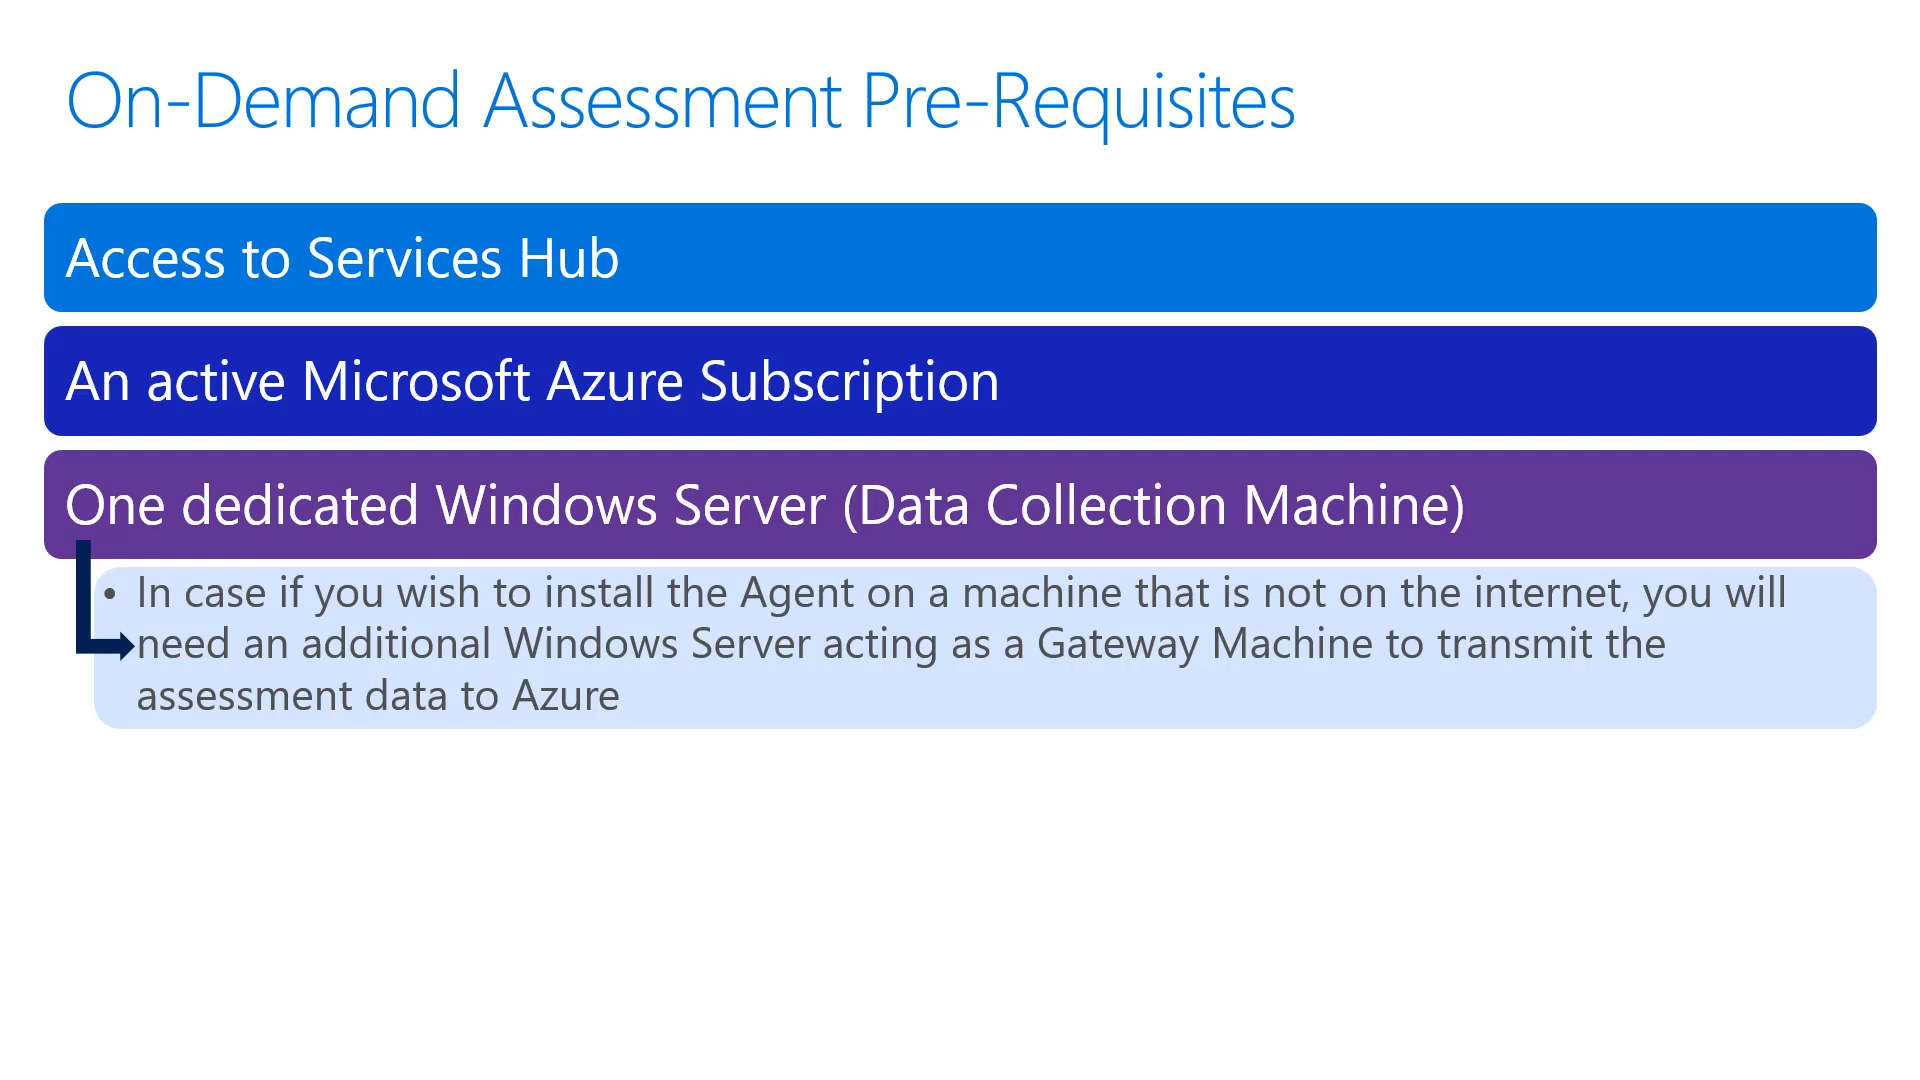 On-Demand Assessment Pre-Requisites
Access to Services Hub
An active Microsoft Azure Subscription
One dedicated Windows Server (Data Collection Machine)
• In case if you wish to install the Agent on a machine that is not on the internet, you will
need an additional Windows Server acting as a Gateway Machine to transmit the
assessment data to Azure